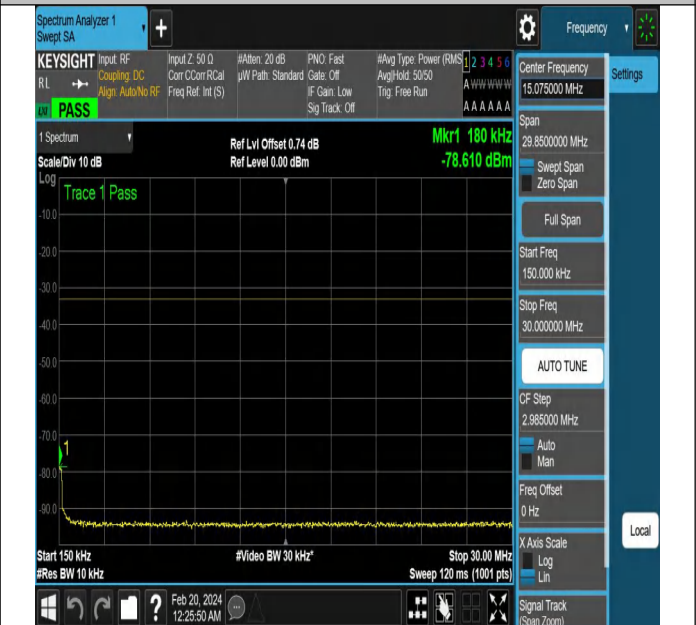 Spectrum Analyzer 1
Swept SA
+
Frequency
KEYSIGHT
RL
PASS
Input: RF
Coupling: DC
Align: Auto/No RF
Input Z: 50 Ω
Corr CCorr RCal
Freq Ref: Int (S)
#Atten: 20 dB
µW Path: Standard
PNO: Fast
Gate: Off
IF Gain: Low
Sig Track: Off
#Avg Type: Power (RMS
Avg|Hold: 50/50
Trig: Free Run
1 2 3 4 5 6
A W W W W W
A A A A A A
Center Frequency
15.075000 MHz
Settings
Span
29.8500000 MHz
Swept Span
Zero Span
Full Span
Start Freq
150.000 kHz
Stop Freq
30.000000 MHz
AUTO TUNE
CF Step
2.985000 MHz
Auto
Man
Freq Offset
0 Hz
X Axis Scale
Log
Lin
Signal Track
(Span Zoom)
Local
1 Spectrum
Scale/Div 10 dB
Ref Lvl Offset 0.74 dB
Ref Level 0.00 dBm
Mkr1 180 kHz
-78.610 dBm
Log
Trace 1 Pass
-10.0
-20.0
-30.0
-40.0
-50.0
-60.0
-70.0
1
-80.0
-90.0
Start 150 kHz
#Video BW 30 kHz*
Stop 30.00 MHz
#Res BW 10 kHz
Sweep 120 ms (1001 pts)
?
Feb 20, 2024
12:25:50 AM